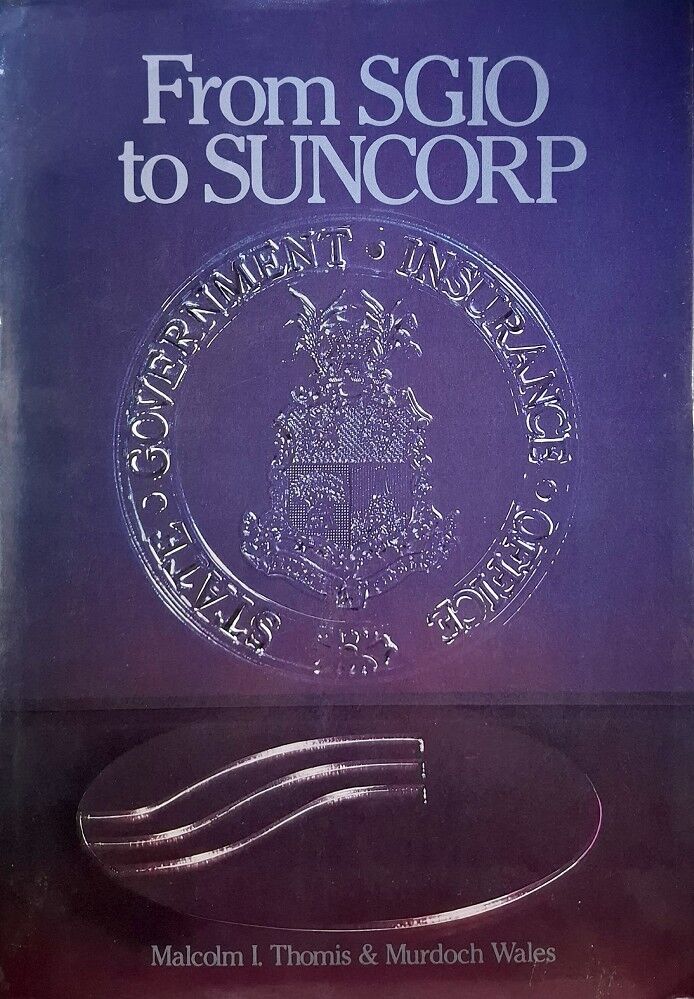 From SGIO
to SUNCORP
STATE • GOVERNMENT • INSURANCE • OFFICE
Malcolm I. Thomis & Murdoch Wales